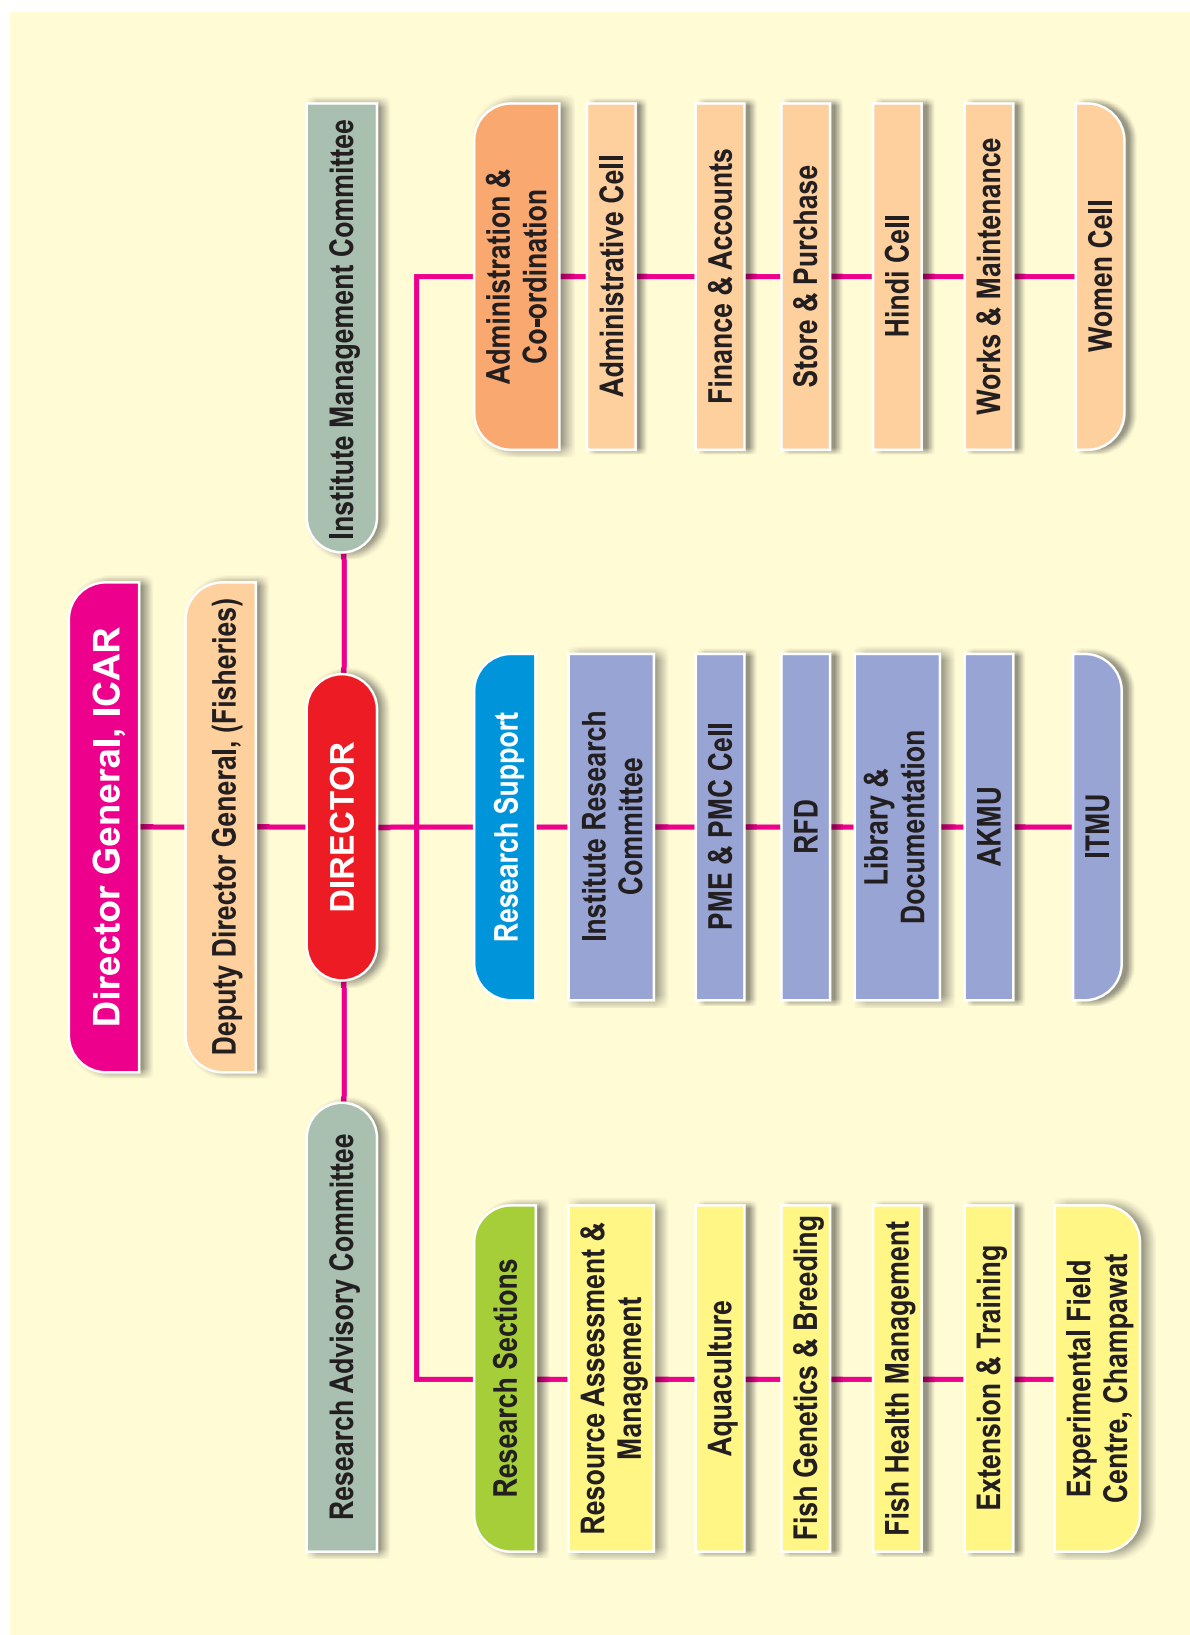 Director General, ICAR
Deputy Director General, (Fisheries)
Research Advisory Committee
DIRECTOR
Institute Management Committee
Research Sections
Resource Assessment &
Management
Aquaculture
Fish Genetics & Breeding
Fish Health Management
Extension & Training
Experimental Field
Centre, Champawat
Research Support
Institute Research
Committee
PME & PMC Cell
RFD
Library &
Documentation
AKMU
ITMU
Administration &
Co-ordination
Administrative Cell
Finance & Accounts
Store & Purchase
Hindi Cell
Works & Maintenance
Women Cell